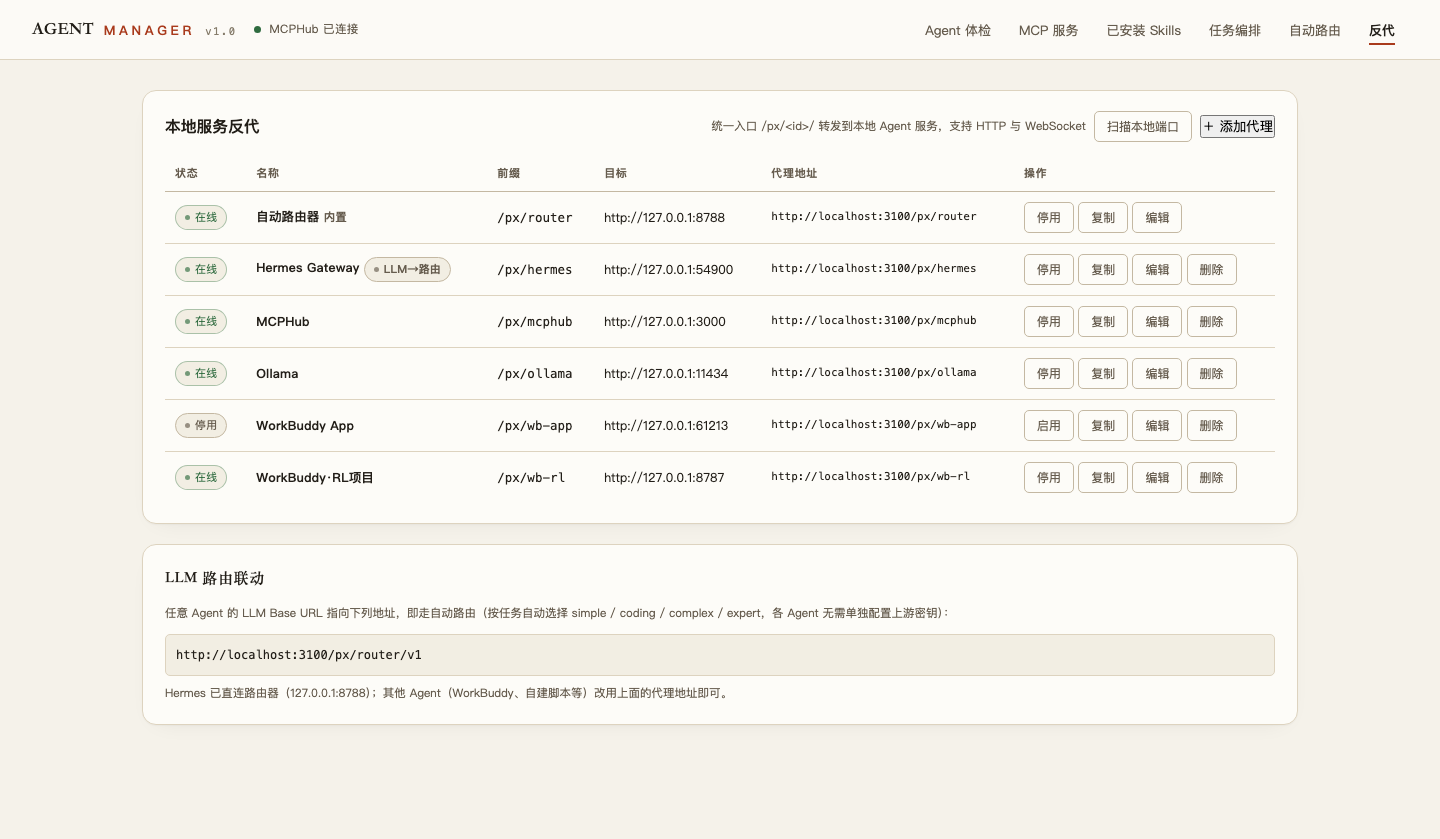 AGENT MANAGER v1.0 MCPHub 已连接 Agent 体检 MCP 服务 已安装 Skills 任务编排 自动路由 反代
本地服务反代 统一入口 /px/<id>/ 转发到本地 Agent 服务，支持 HTTP 与 WebSocket 扫描本地端口 + 添加代理
状态 名称 前缀 目标 代理地址 操作
在线 自动路由器 内置 /px/router http://127.0.0.1:8788 http://localhost:3100/px/router 停用 复制 编辑
在线 Hermes Gateway LLM→路由 /px/hermes http://127.0.0.1:54900 http://localhost:3100/px/hermes 停用 复制 编辑 删除
在线 MCPHub /px/mcphub http://127.0.0.1:3000 http://localhost:3100/px/mcphub 停用 复制 编辑 删除
在线 Ollama /px/ollama http://127.0.0.1:11434 http://localhost:3100/px/ollama 停用 复制 编辑 删除
停用 WorkBuddy App /px/wb-app http://127.0.0.1:61213 http://localhost:3100/px/wb-app 启用 复制 编辑 删除
在线 WorkBuddy·RL项目 /px/wb-rl http://127.0.0.1:8787 http://localhost:3100/px/wb-rl 停用 复制 编辑 删除
LLM 路由联动
任意 Agent 的 LLM Base URL 指向下列地址，即走自动路由（按任务自动选择 simple / coding / complex / expert，各 Agent 无需单独配置上游密钥）：
http://localhost:3100/px/router/v1
Hermes 已直连路由器（127.0.0.1:8788）；其他 Agent（WorkBuddy、自建脚本等）改用上面的代理地址即可。